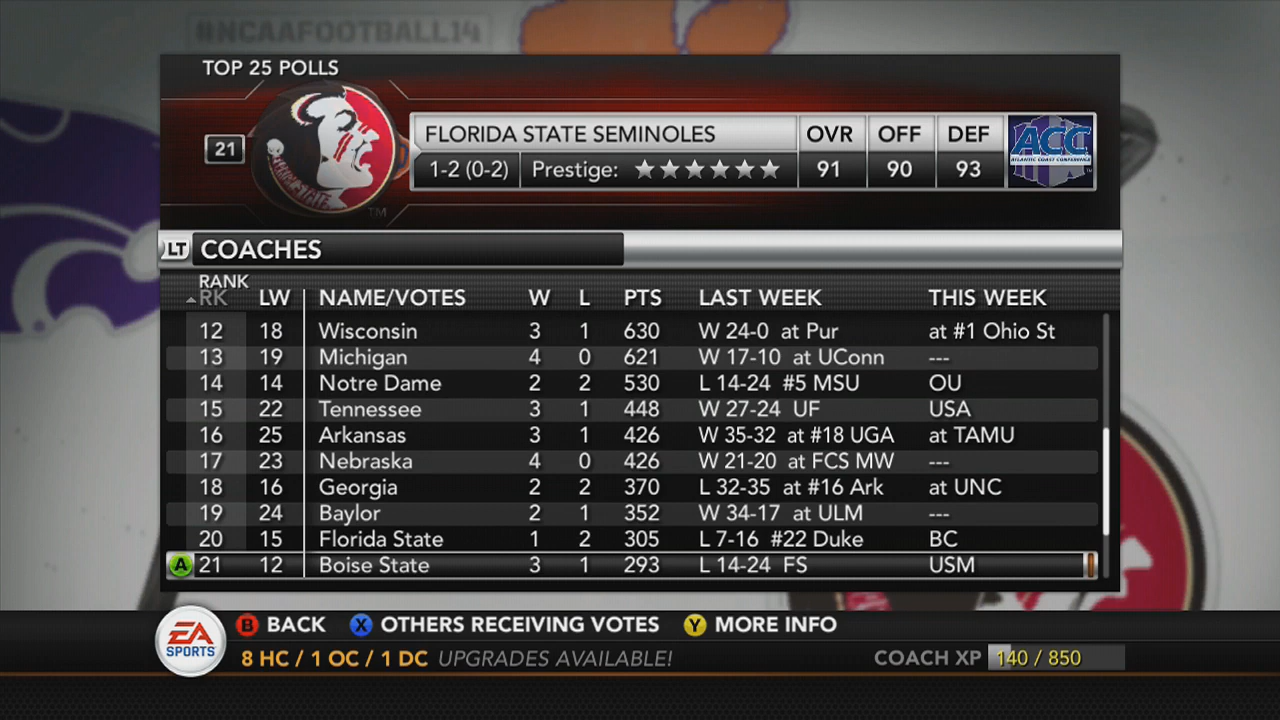 #NCAAFOOTBALL14
TOP 25 POLLS
21
FLORIDA STATE SEMINOLES OVR OFF DEF
1-2 (0-2) Prestige: 91 90 93
ACC
ATLANTIC COAST CONFERENCE
TM
LT COACHES
RANK
RK LW NAME/VOTES W L PTS LAST WEEK THIS WEEK
12 18 Wisconsin 3 1 630 W 24-0 at Pur at #1 Ohio St
13 19 Michigan 4 0 621 W 17-10 at UConn ---
14 14 Notre Dame 2 2 530 L 14-24 #5 MSU OU
15 22 Tennessee 3 1 448 W 27-24 UF USA
16 25 Arkansas 3 1 426 W 35-32 at #18 UGA at TAMU
17 23 Nebraska 4 0 426 W 21-20 at FCS MW ---
18 16 Georgia 2 2 370 L 32-35 at #16 Ark at UNC
19 24 Baylor 2 1 352 W 34-17 at ULM ---
20 15 Florida State 1 2 305 L 7-16 #22 Duke BC
A 21 12 Boise State 3 1 293 L 14-24 FS USM
EA SPORTS
B BACK X OTHERS RECEIVING VOTES Y MORE INFO
8 HC / 1 OC / 1 DC UPGRADES AVAILABLE! COACH XP 140 / 850